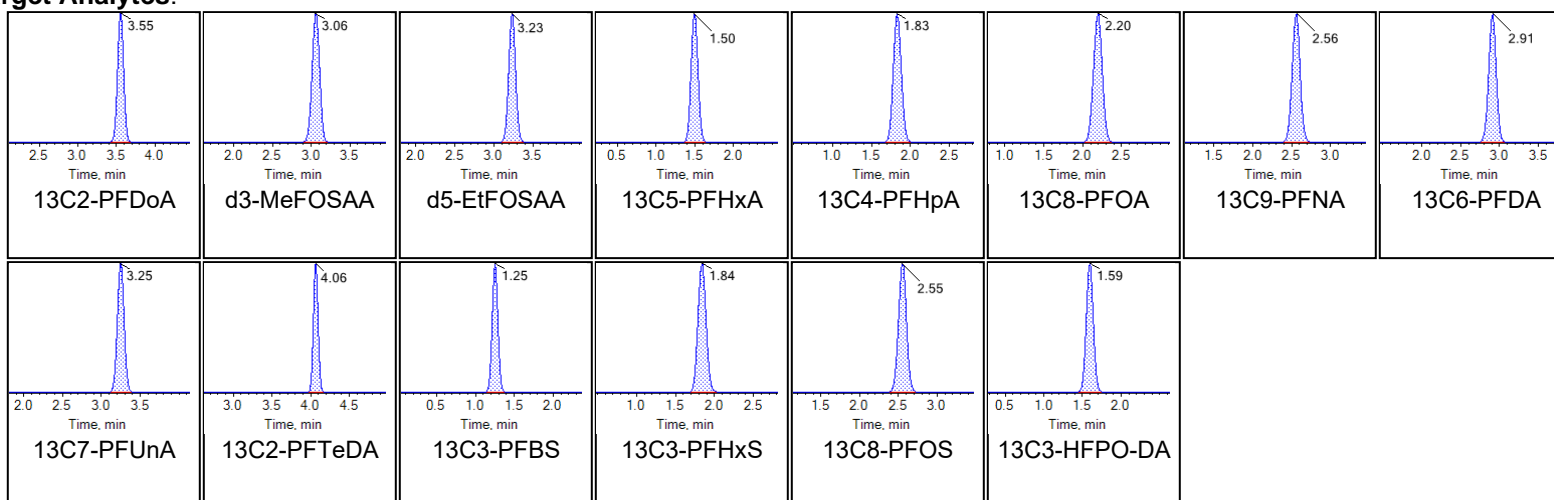 rget Analytes:
3.55
2.5 3.0 3.5 4.0
Time, min
13C2-PFDoA
3.06
2.0 2.5 3.0 3.5
Time, min
d3-MeFOSAA
3.23
2.0 2.5 3.0 3.5
Time, min
d5-EtFOSAA
1.50
0.5 1.0 1.5 2.0
Time, min
13C5-PFHxA
1.83
1.0 1.5 2.0 2.5
Time, min
13C4-PFHpA
2.20
1.0 1.5 2.0 2.5
Time, min
13C8-PFOA
2.56
1.5 2.0 2.5 3.0
Time, min
13C9-PFNA
2.91
2.0 2.5 3.0 3.5
Time, min
13C6-PFDA
3.25
2.0 2.5 3.0 3.5
Time, min
13C7-PFUnA
4.06
3.0 3.5 4.0 4.5
Time, min
13C2-PFTeDA
1.25
0.5 1.0 1.5 2.0
Time, min
13C3-PFBS
1.84
1.0 1.5 2.0 2.5
Time, min
13C3-PFHxS
2.55
1.5 2.0 2.5 3.0
Time, min
13C8-PFOS
1.59
0.5 1.0 1.5 2.0
Time, min
13C3-HFPO-DA